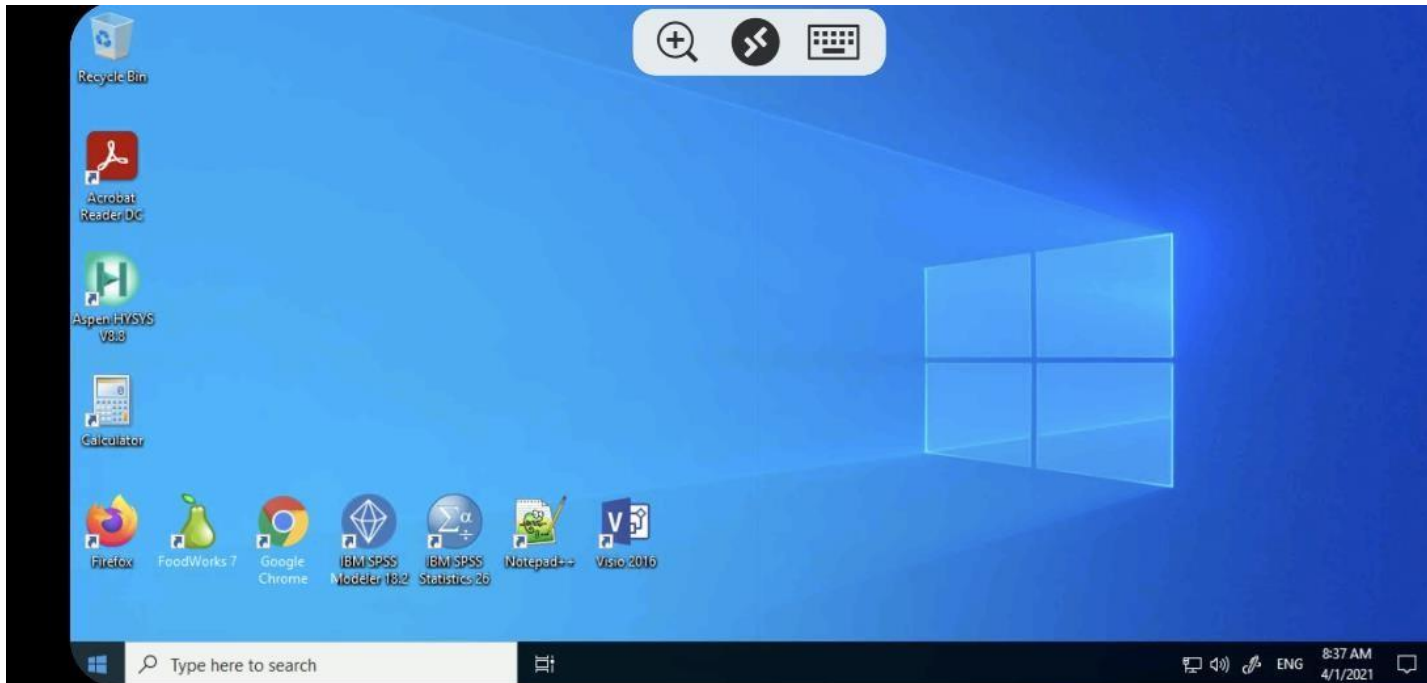 Recycle Bin
Acrobat
Reader DC
Aspen HYSYS
V8.8
Calculator
Firefox
FoodWorks 7
Google
Chrome
IBM SPSS
Modeler 18.2
IBM SPSS
Statistics 26
Notepad++
Visio 2016
Type here to search
ENG
8:37 AM
4/1/2021